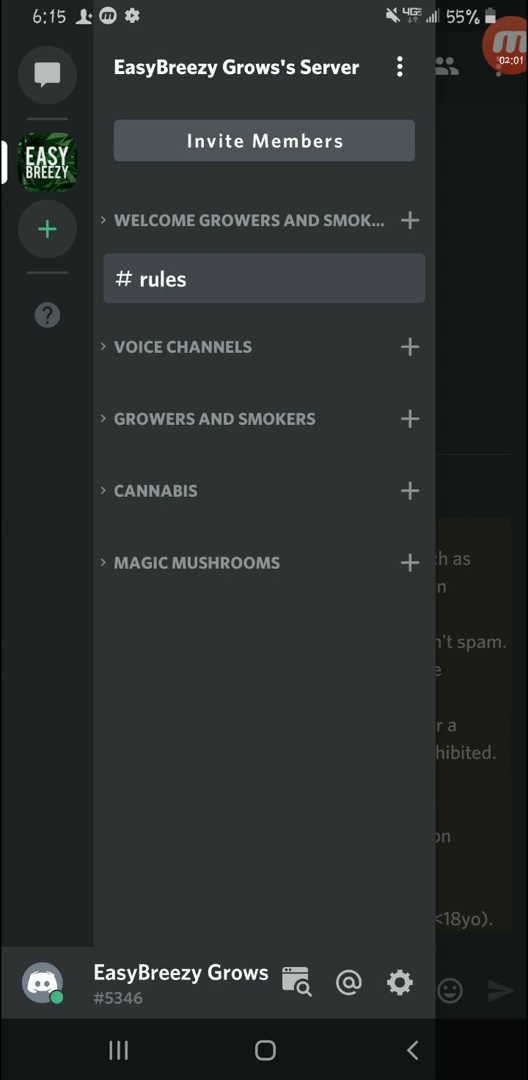 6:15
4GE
55%
02:01
EasyBreezy Grows's Server
EASY
BREEZY
Invite Members
WELCOME GROWERS AND SMOK...
# rules
VOICE CHANNELS
GROWERS AND SMOKERS
CANNABIS
MAGIC MUSHROOMS
as
n
n't spam.
e
r a
hibited.
on
<18yo).
EasyBreezy Grows
#5346